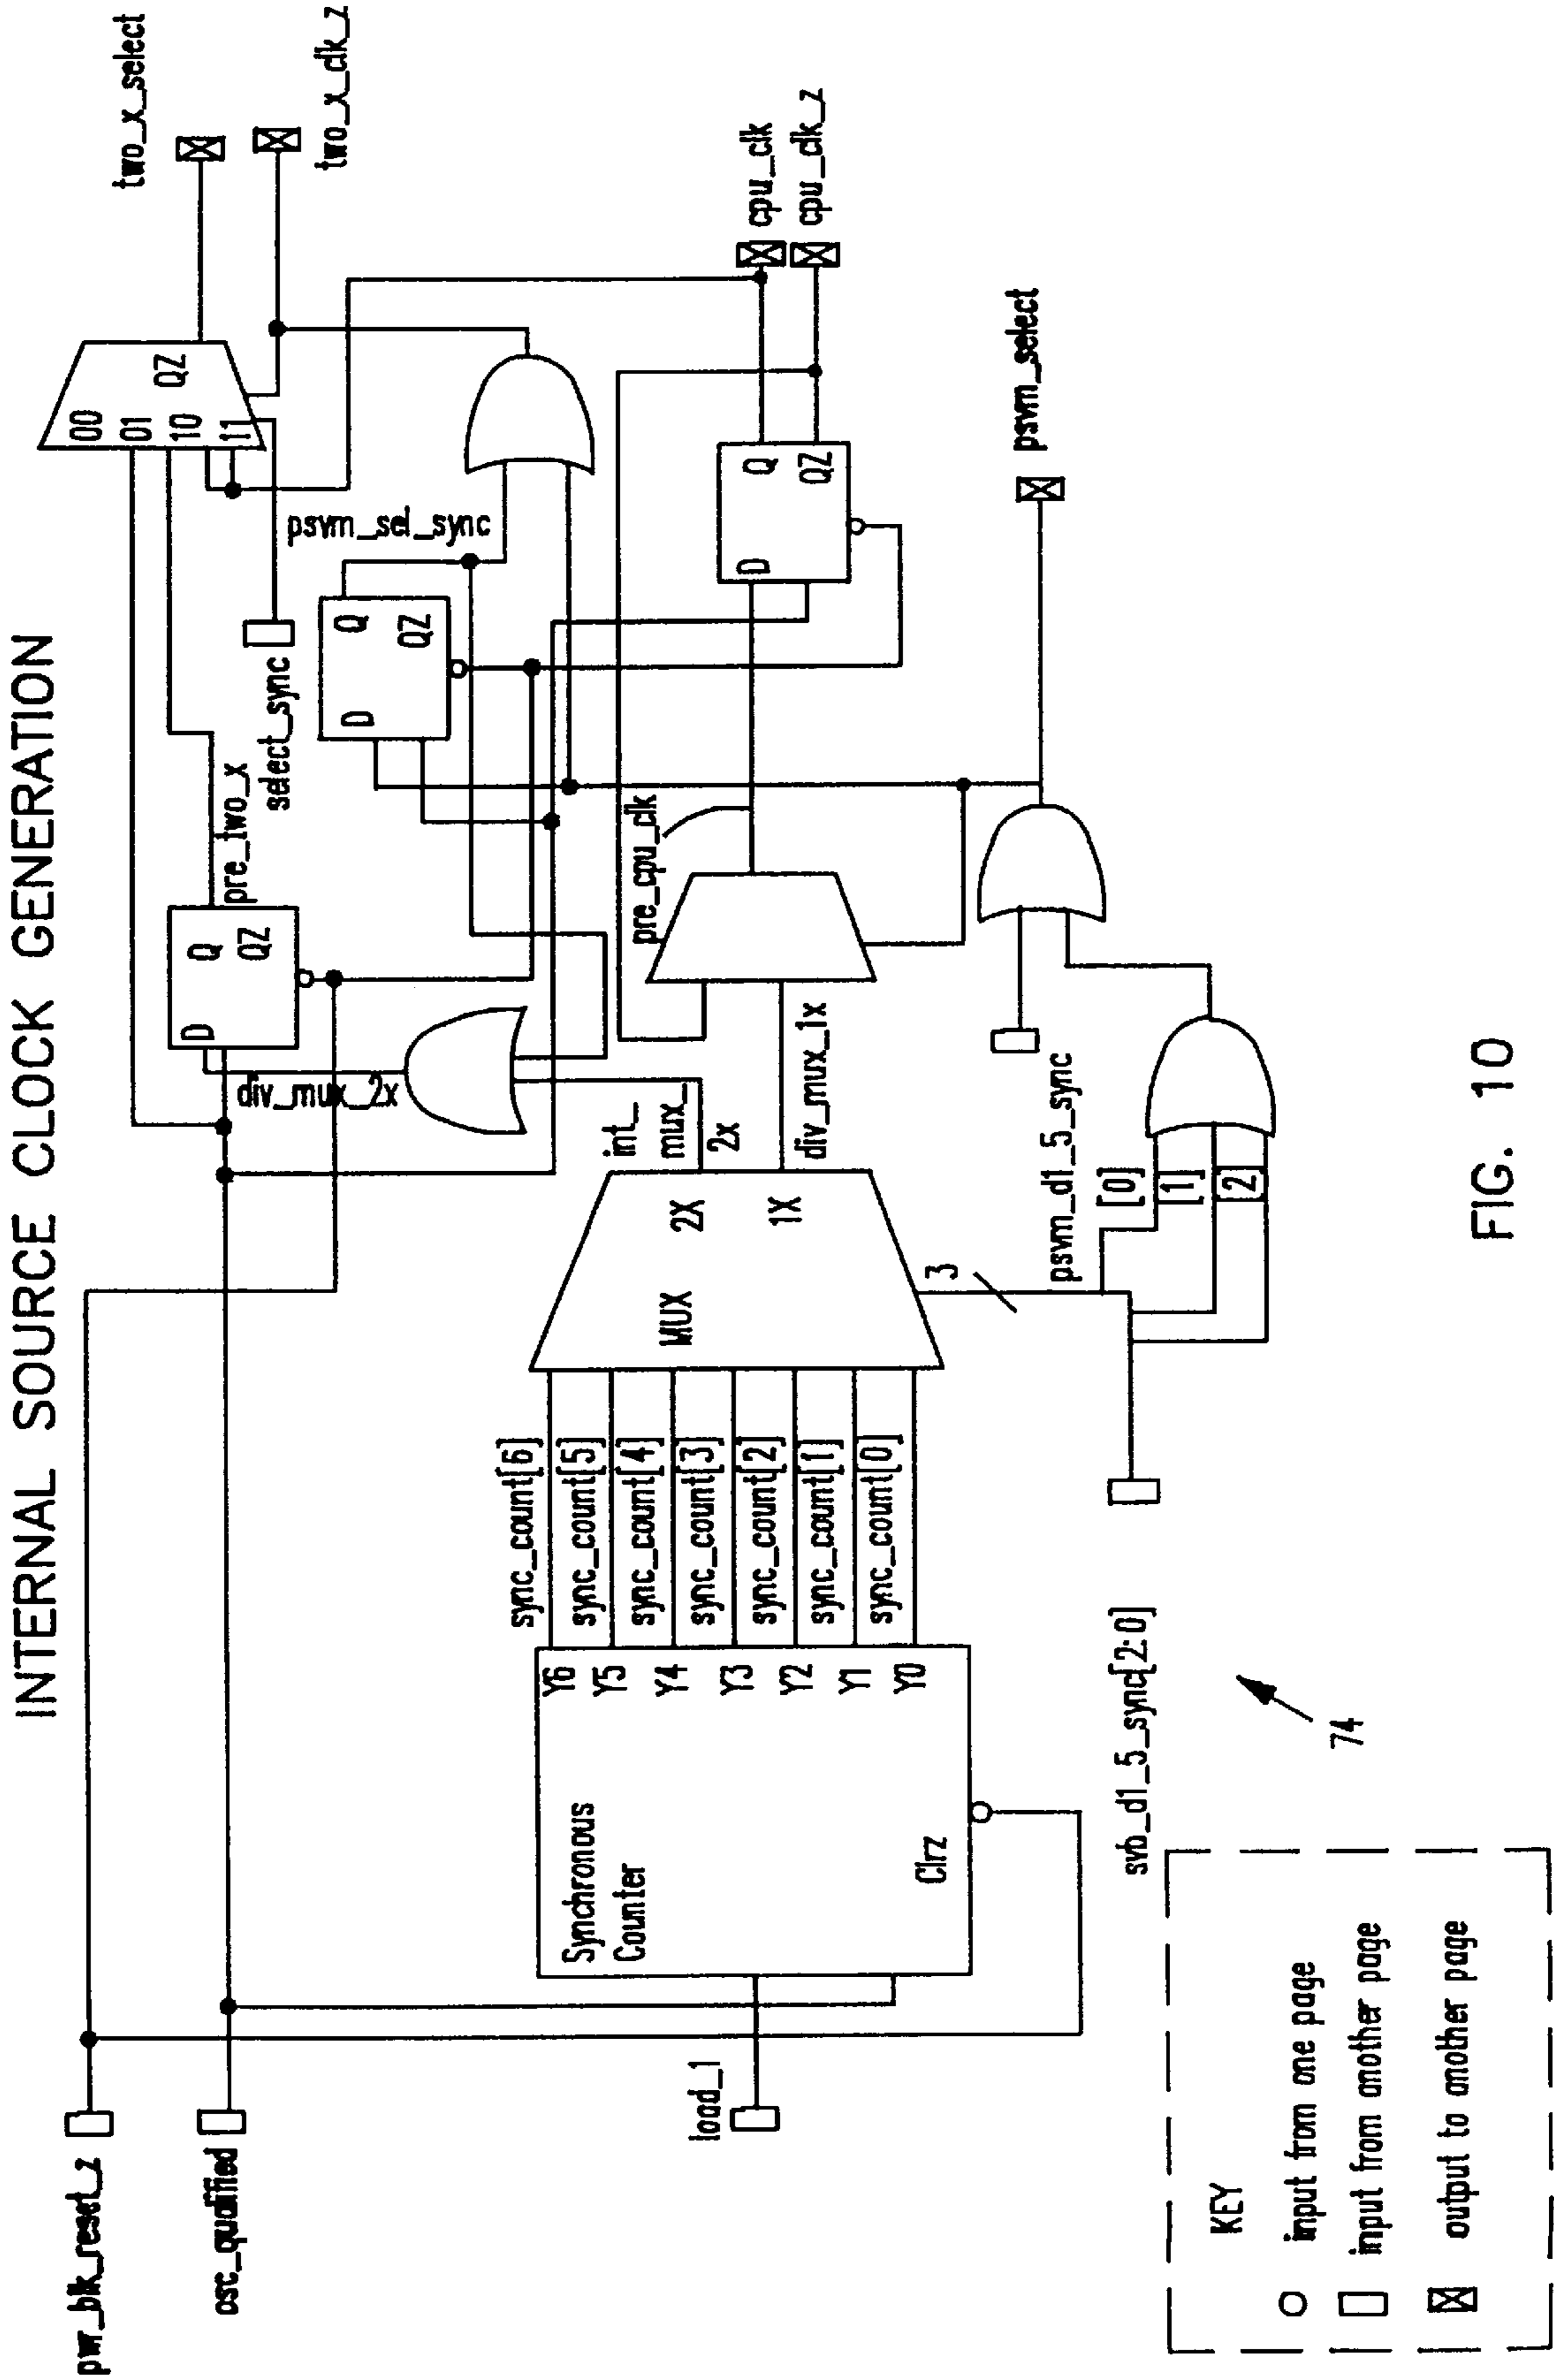 INTERNAL SOURCE CLOCK GENERATION
pwr_blk_reset_z
osc_qualified
load_1
Synchronous
Counter
Clrz
Y6
Y5
Y4
Y3
Y2
Y1
Y0
sync_count[6]
sync_count[5]
sync_count[4]
sync_count[3]
sync_count[2]
sync_count[1]
sync_count[0]
MUX
2X
1X
3
int_
mux_
2x
div_mux_1x
div_mux_2x
D
Q
QZ
pre_two_x
select_sync
D
Q
QZ
psvm_sel_sync
00
01
10
11
QZ
two_x_select
two_x_clk_z
pre_cpu_clk
D
Q
QZ
cpu_clk
cpu_clk_z
psvm_select
psvm_d1_5_sync
[0]
[1]
[2]
svb_d1_5_sync[2:0]
74
KEY
input from one page
input from another page
output to another page
FIG. 10